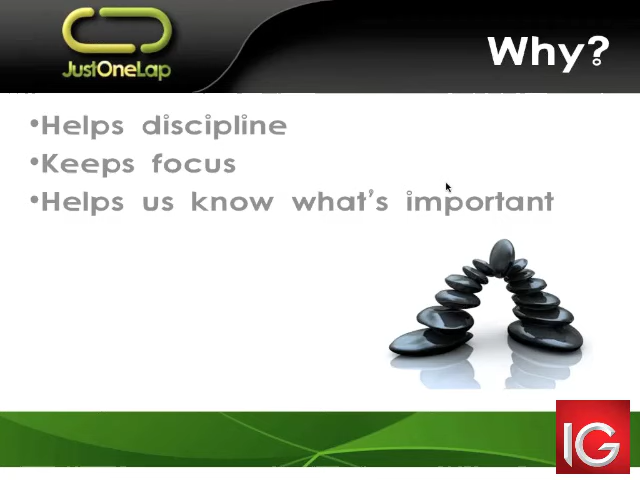 JustOneLap
Why?
•Helps discipline
•Keeps focus
•Helps us know what's important
IG